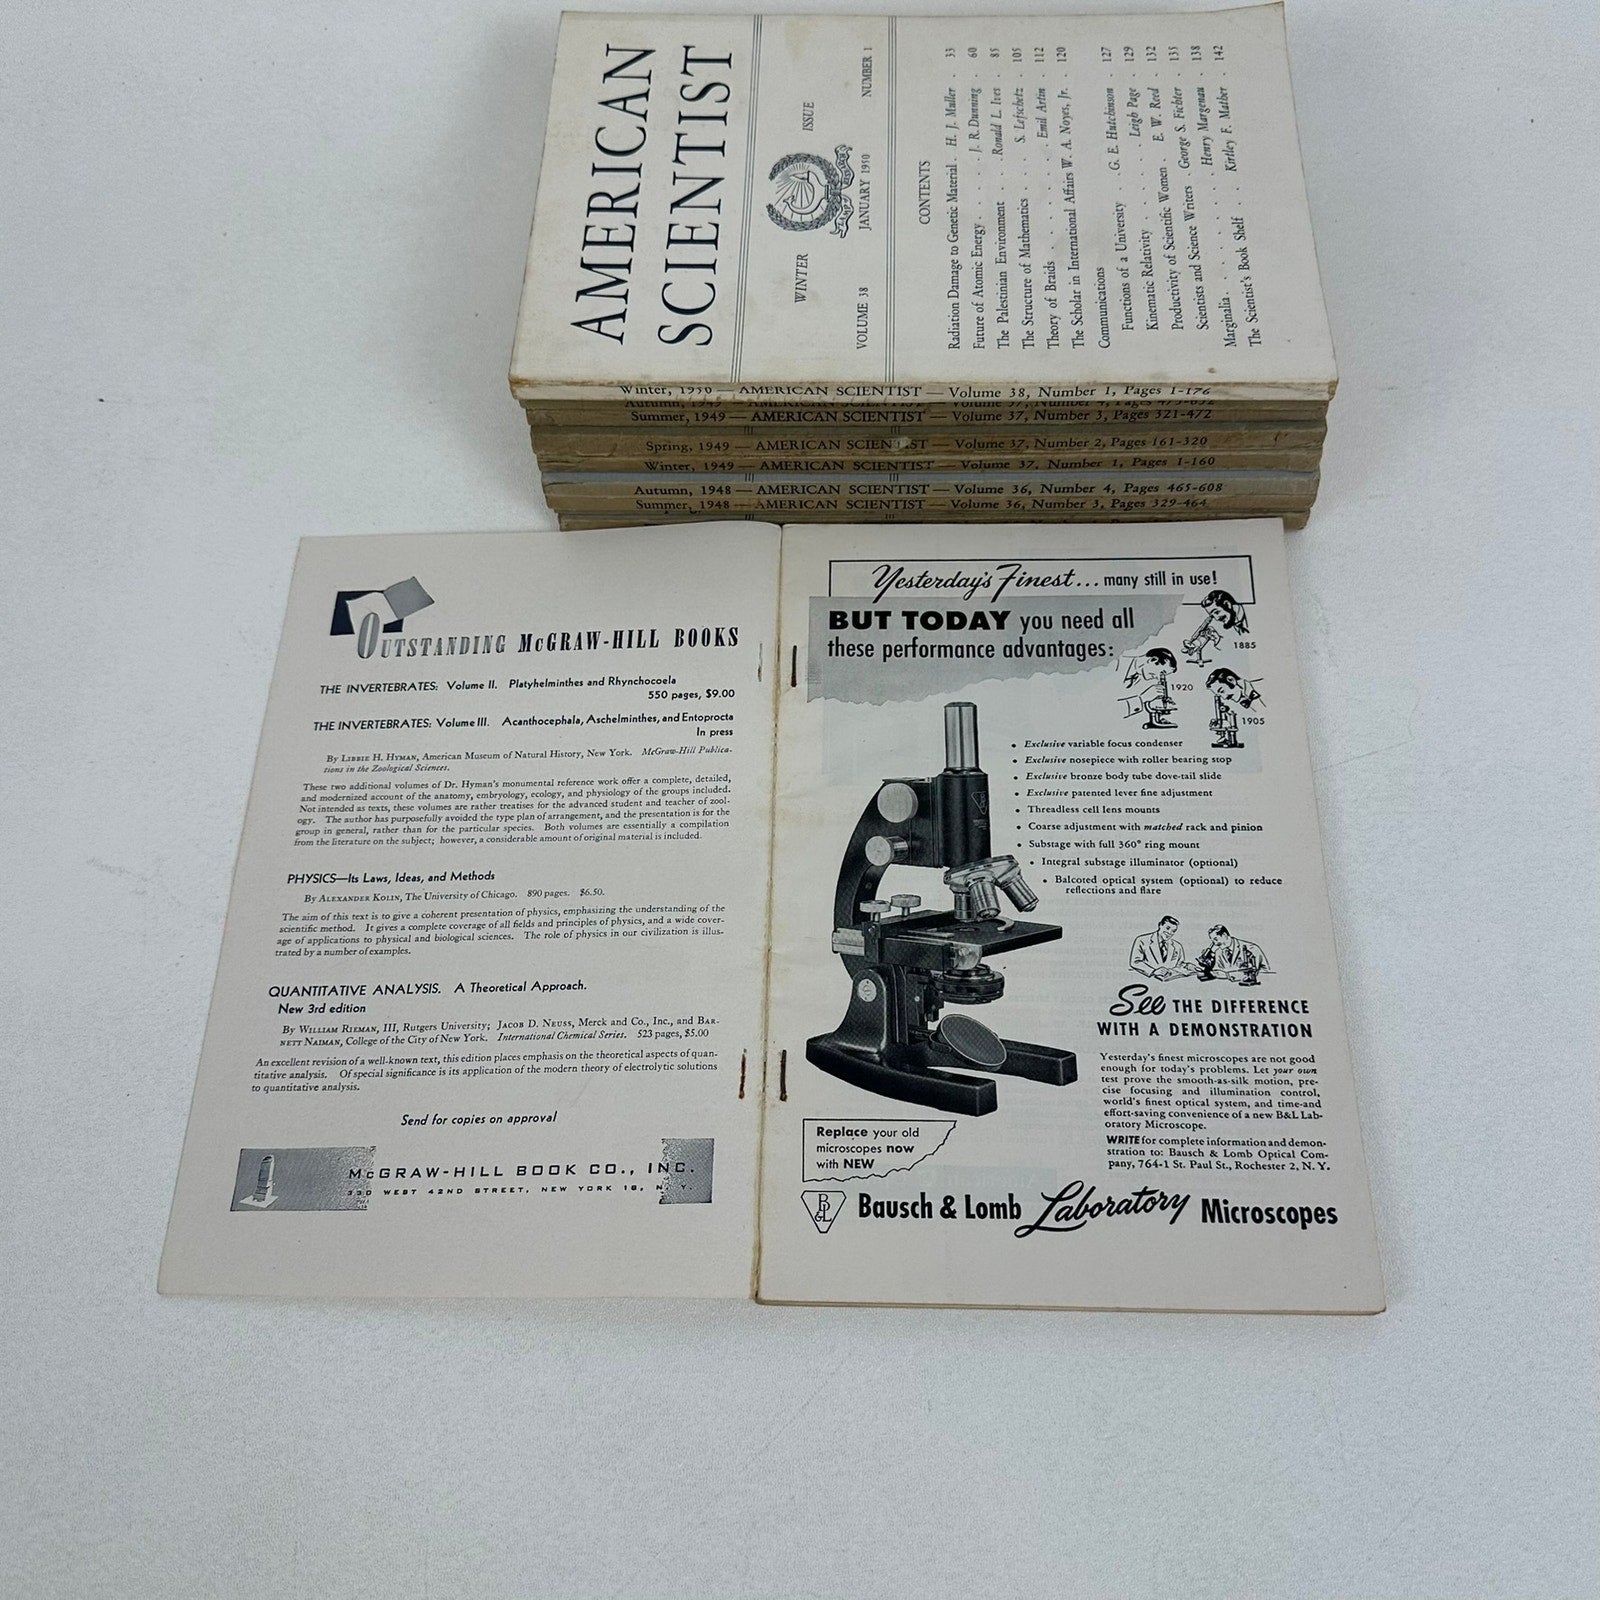 AMERICAN
SCIENTIST
WINTER ISSUE
VOLUME 38 JANUARY 1950 NUMBER 1
CONTENTS
Radiation Damage to Genetic Material . H. J. Muller . 33
Future of Atomic Energy . . . . . J. R. Dunning . 60
The Palestinian Environment . . . . Ronald L. Ives . 85
The Structure of Mathematics . . . . . S. Lefschetz . 105
Theory of Braids . . . . . . . . Emil Artin . 112
The Scholar in International Affairs W. A. Noyes, Jr. . 120
Communications
Functions of a University . . G. E. Hutchinson . 127
Kinematic Relativity . . . . . . Leigh Page . 129
Productivity of Scientific Women . E. W. Reed . 132
Scientists and Science Writers . George S. Fichter . 135
Marginalia . . . . . . . . Henry Margenau . 138
The Scientist's Book Shelf . . . Kirtley F. Mather . 142
Winter, 1950 — AMERICAN SCIENTIST — Volume 38, Number 1, Pages 1-176
Autumn, 1949 — AMERICAN SCIENTIST — Volume 37, Number 4, Pages
Summer, 1949 — AMERICAN SCIENTIST — Volume 37, Number 3, Pages 321-472
Spring, 1949 — AMERICAN SCIENTIST — Volume 37, Number 2, Pages 161-320
Winter, 1949 — AMERICAN SCIENTIST — Volume 37, Number 1, Pages 1-160
Autumn, 1948 — AMERICAN SCIENTIST — Volume 36, Number 4, Pages 465-608
Summer, 1948 — AMERICAN SCIENTIST — Volume 36, Number 3, Pages 329-464
OUTSTANDING McGRAW-HILL BOOKS
THE INVERTEBRATES: Volume II. Platyhelminthes and Rhynchocoela
550 pages, $9.00
THE INVERTEBRATES: Volume III. Acanthocephala, Aschelminthes, and Entoprocta
In press
By LIBBIE H. HYMAN, American Museum of Natural History, New York. McGraw-Hill Publica-
tions in the Zoological Sciences.
These two additional volumes of Dr. Hyman's monumental reference work offer a complete, detailed,
and modernized account of the anatomy, embryology, ecology, and physiology of the groups included.
Not intended as texts, these volumes are rather treatises for the advanced student and teacher of zool-
ogy. The author has purposefully avoided the type plan of arrangement, and the presentation is for the
group in general, rather than for the particular species. Both volumes are essentially a compilation
from the literature on the subject; however, a considerable amount of original material is included.
PHYSICS—Its Laws, Ideas, and Methods
By ALEXANDER KOLIN, The University of Chicago. 890 pages. $6.50.
The aim of this text is to give a coherent presentation of physics, emphasizing the understanding of the
scientific method. It gives a complete coverage of all fields and principles of physics, and a wide cover-
age of applications to physical and biological sciences. The role of physics in our civilization is illus-
trated by a number of examples.
QUANTITATIVE ANALYSIS. A Theoretical Approach.
New 3rd edition
By WILLIAM RIEMAN, III, Rutgers University; JACOB D. NEUSS, Merck and Co., Inc., and BAR-
NETT NAIMAN, College of the City of New York. International Chemical Series. 523 pages, $5.00
An excellent revision of a well-known text, this edition places emphasis on the theoretical aspects of quan-
titative analysis. Of special significance is its application of the modern theory of electrolytic solutions
to quantitative analysis.
Send for copies on approval
McGRAW-HILL BOOK CO., INC.
330 WEST 42ND STREET, NEW YORK 18, N. Y.
Yesterday's Finest... many still in use!
BUT TODAY you need all
these performance advantages:
1885
1920
1905
• Exclusive variable focus condenser
• Exclusive nosepiece with roller bearing stop
• Exclusive bronze body tube dove-tail slide
• Exclusive patented lever fine adjustment
• Threadless cell lens mounts
• Coarse adjustment with matched rack and pinion
• Substage with full 360° ring mount
• Integral substage illuminator (optional)
• Balcoted optical system (optional) to reduce
reflections and flare
See THE DIFFERENCE
WITH A DEMONSTRATION
Yesterday's finest microscopes are not good
enough for today's problems. Let your own
test prove the smooth-as-silk motion, pre-
cise focusing and illumination control,
world's finest optical system, and time-and
effort-saving convenience of a new B&L Lab-
oratory Microscope.
WRITE for complete information and demon-
stration to: Bausch & Lomb Optical Com-
pany, 764-1 St. Paul St., Rochester 2, N. Y.
Replace your old
microscopes now
with NEW
B&L Bausch & Lomb Laboratory Microscopes